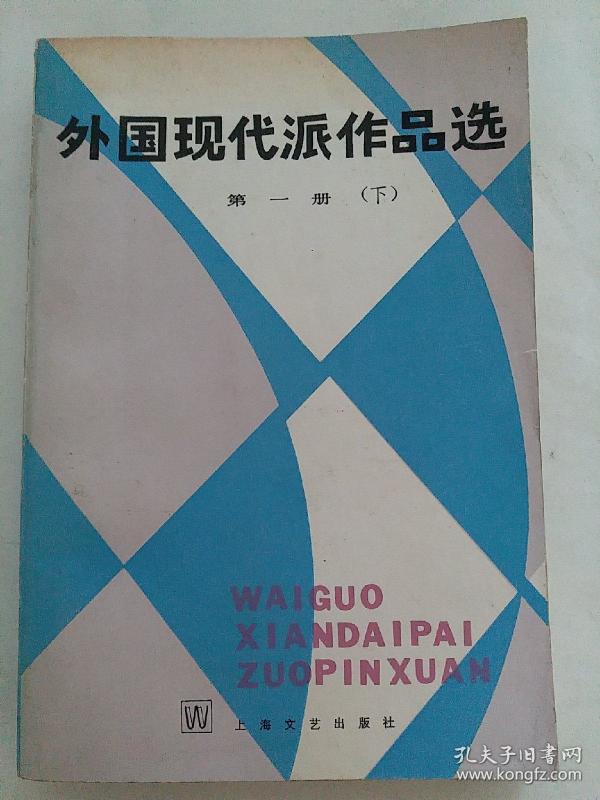 外国现代派作品选
第一册（下）
WAIGUO
XIANDAIPAI
ZUOPINXUAN
W 上海文艺出版社
孔夫子旧书网
www.kongfz.com